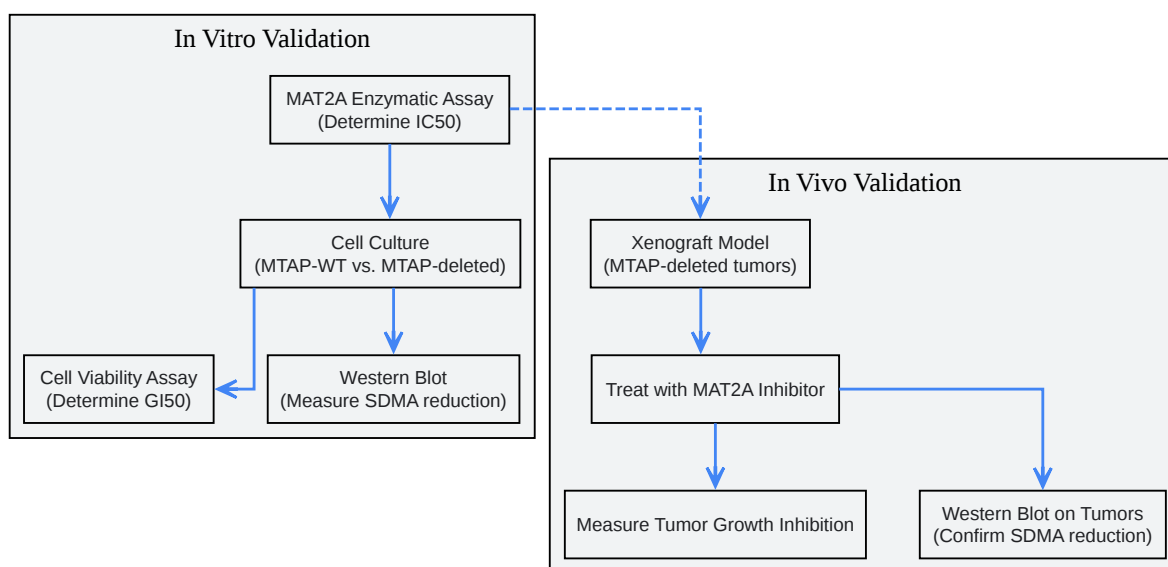 In Vitro Validation
MAT2A Enzymatic Assay
(Determine IC50)
Cell Culture
(MTAP-WT vs. MTAP-deleted)
Cell Viability Assay
(Determine GI50)
Western Blot
(Measure SDMA reduction)
In Vivo Validation
Xenograft Model
(MTAP-deleted tumors)
Treat with MAT2A Inhibitor
Measure Tumor Growth Inhibition
Western Blot on Tumors
(Confirm SDMA reduction)